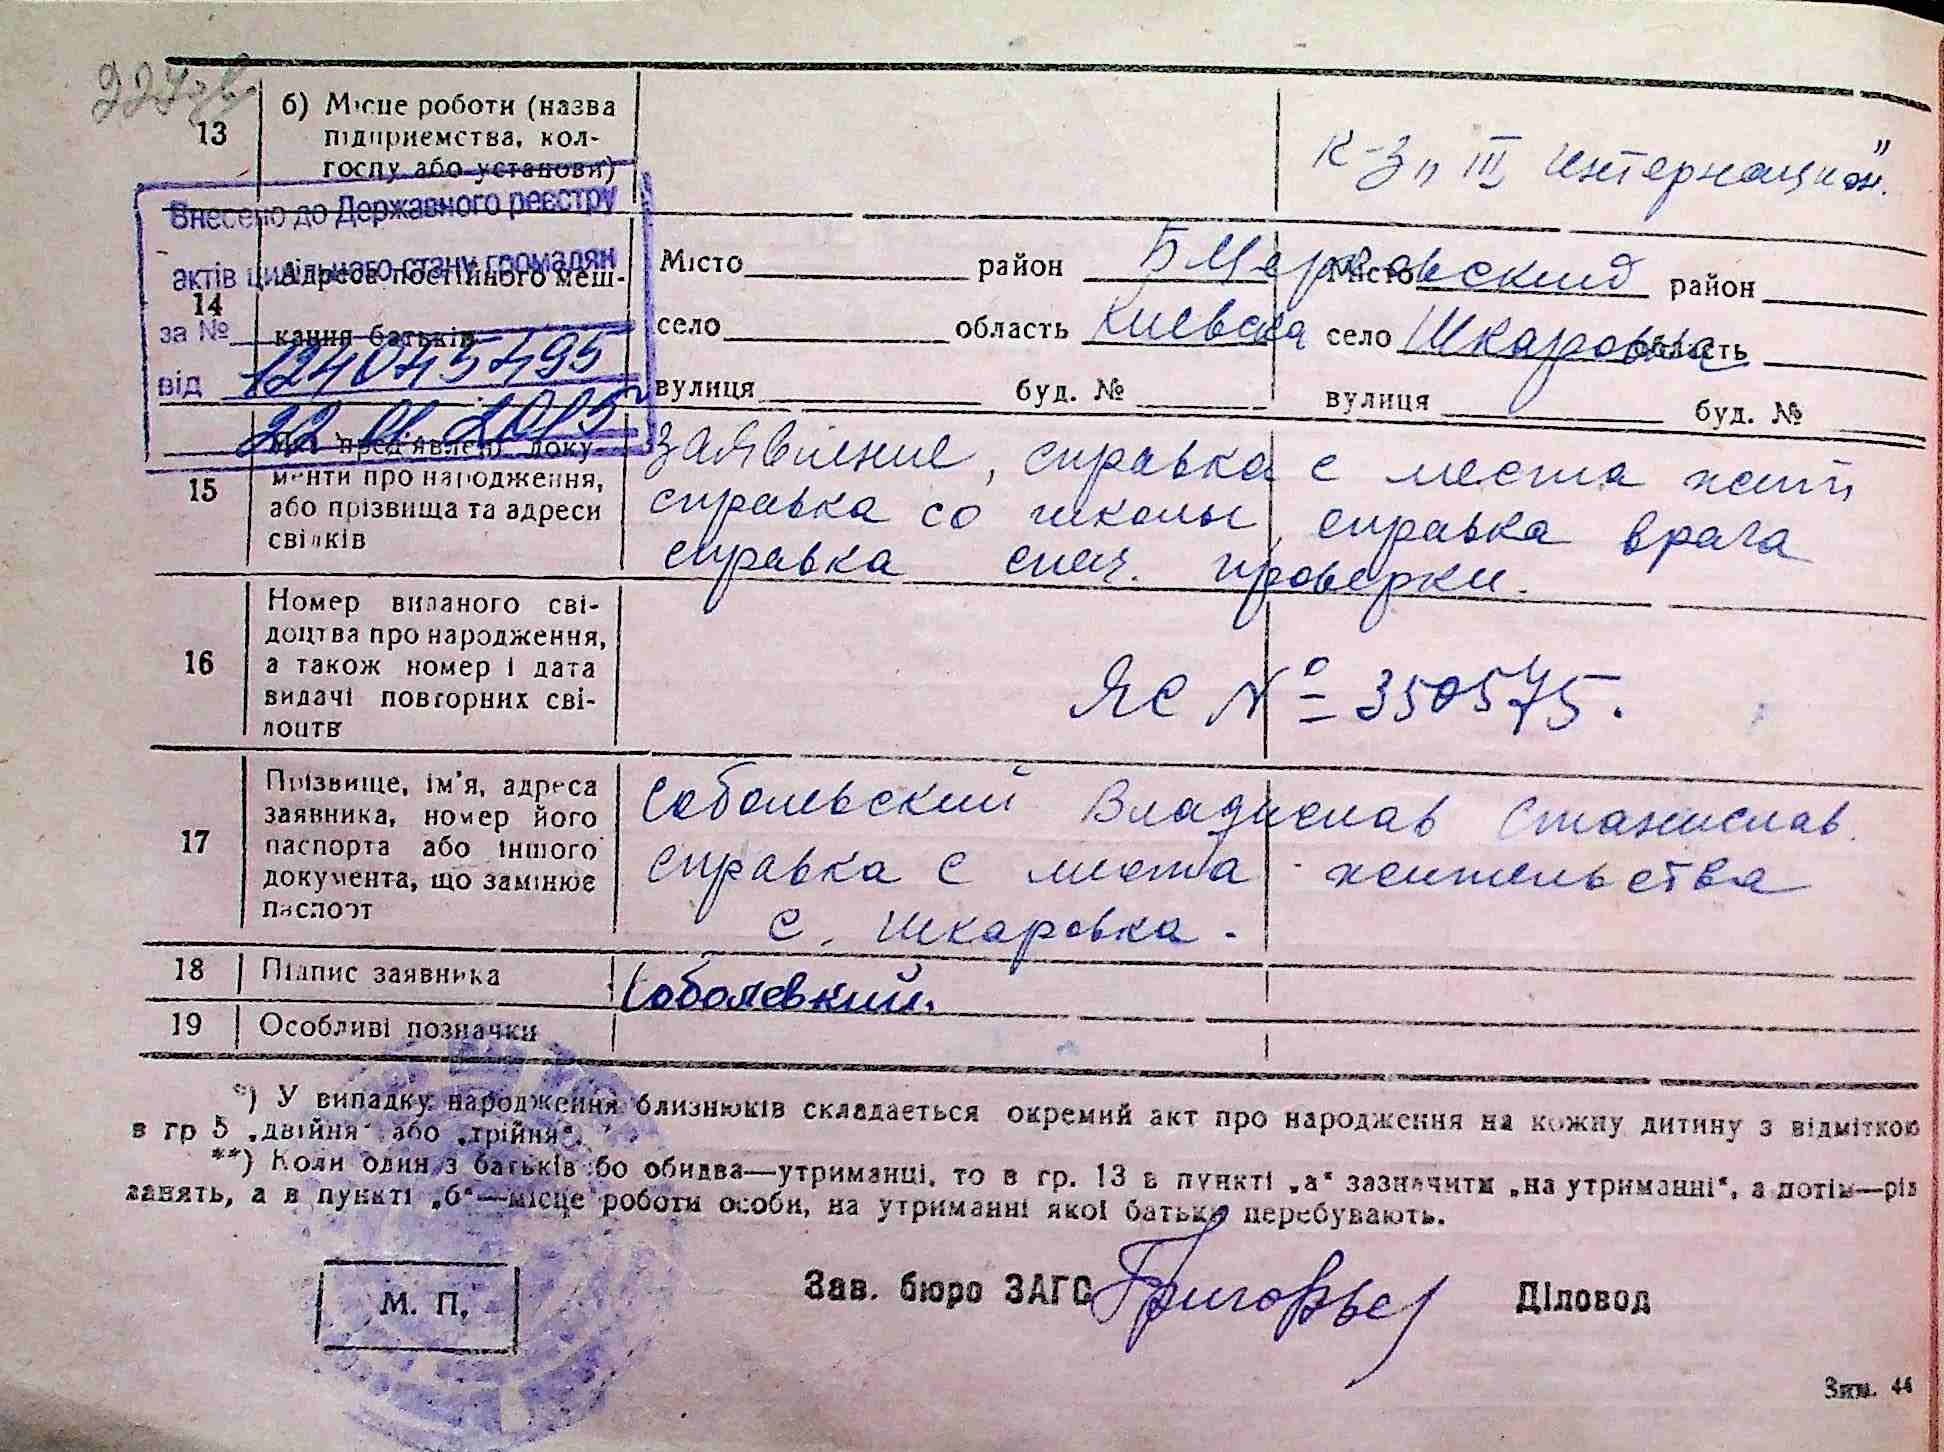 13 б) Місце роботи (назва
підприємства, кол-
госпу або установи)
к-з „III Интернацион."
Внесено до Державного реєстру
актів цивільного стану громадян
за № 124045495
від
14 Адреса постійного меш-
кання батьків
Місто район Б Церковский Місто район
село область Киевска село Шкаровка область
вулиця буд. № вулиця буд. №
15 Які пред'явлено доку-
менти про народження,
або прізвища та адреси
свідків
Заявление, справка с места жит
справка со школы, справка врача
справка спец. проверки.
16 Номер виданого сві-
доцтва про народження,
а також номер і дата
видачі повторних сві-
доцтв
ЯС № 350575.
17 Прізвище, ім'я, адреса
заявника, номер його
паспорта або іншого
документа, що замінює
паспорт
Собольский Владислав Станислав.
справка с места жительства
с. Шкаровка.
18 Підпис заявника
19 Особливі позначки
*) У випадку народження близнюків складається окремий акт про народження на кожну дитину з відміткою
в гр 5 „двійня" або „трійня".
**) Коли один з батьків або обидва—утриманці, то в гр. 13 в пункті „а" зазначити „на утриманні", а потім—рід
занять, а в пункті „б"—місце роботи особи, на утриманні якої батьки перебувають.
М. П.
Зав. бюро ЗАГС Діловод
Зам. 44